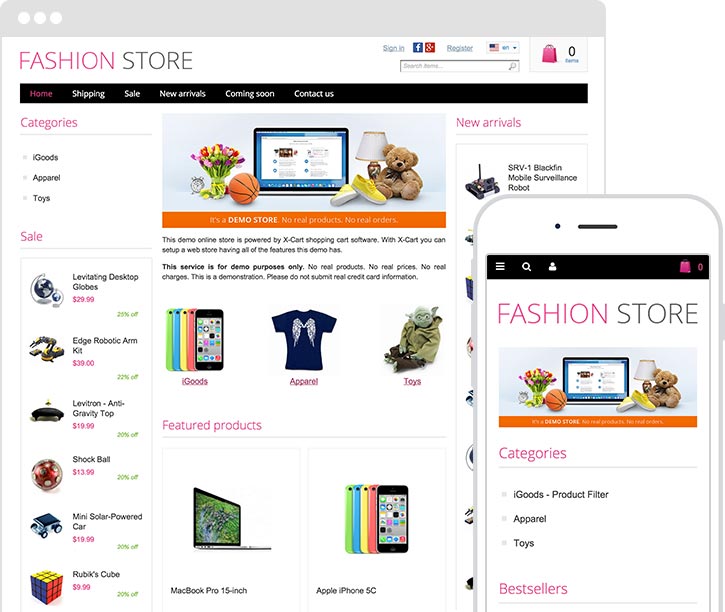 FASHION STORE
Sign in
Register
en
Search items...
0
items
Home Shipping Sale New arrivals Coming soon Contact us
Categories
iGoods
Apparel
Toys
Sale
Levitating Desktop
Globes
$29.99
25% off
Edge Robotic Arm
Kit
$39.00
22% off
Levitron - Anti-
Gravity Top
$19.99
20% off
Shock Ball
$13.99
20% off
Mini Solar-Powered
Car
$19.99
20% off
Rubik's Cube
$9.99
20% off
It's a DEMO STORE. No real products. No real orders.
This demo online store is powered by X-Cart shopping cart software. With X-Cart you can
setup a web store having all of the features this demo has.
This service is for demo purposes only. No real products. No real prices. No real
charges. This is a demonstration. Please do not submit real credit card information.
iGoods
Apparel
Toys
Featured products
MacBook Pro 15-inch
Apple iPhone 5C
New arrivals
SRV-1 Blackfin
Mobile Surveillance
Robot
0
FASHION STORE
It's a DEMO STORE. No real products. No real orders.
Categories
iGoods - Product Filter
Apparel
Toys
Bestsellers